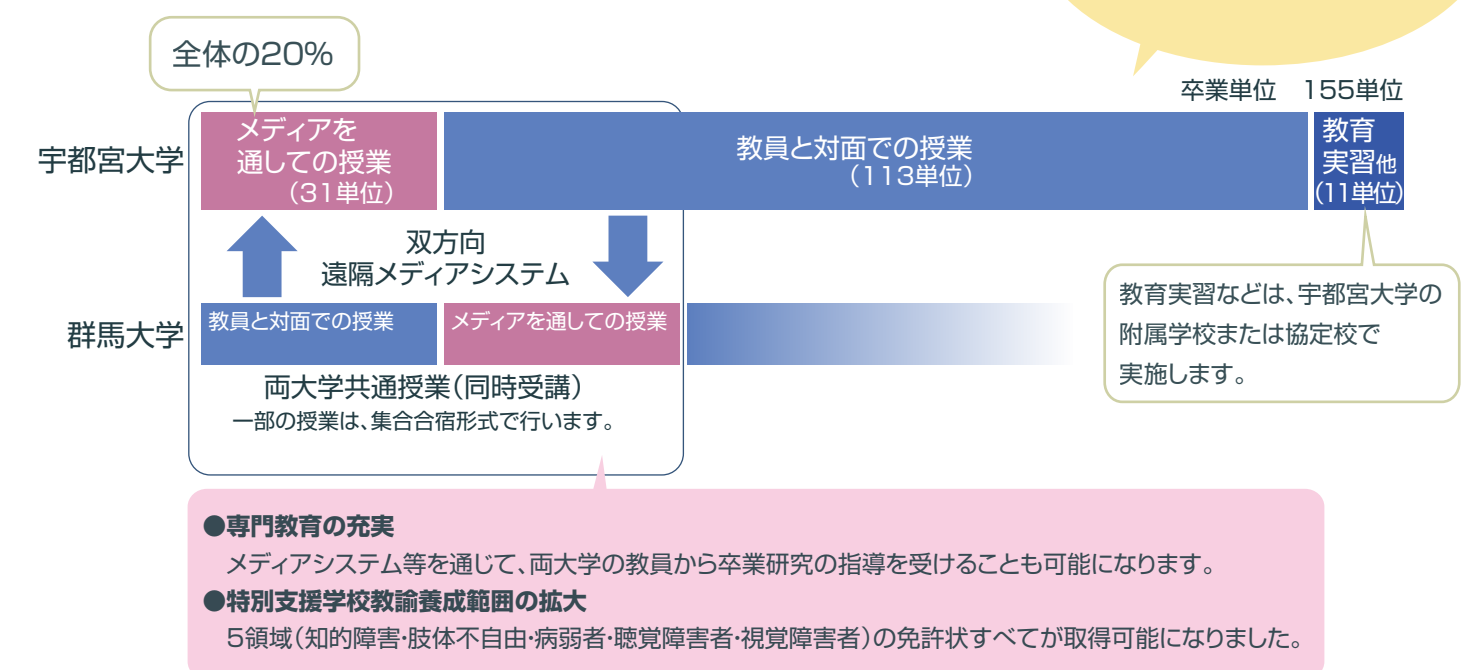 全体の20%
卒業単位 155単位
宇都宮大学
メディアを
通しての授業
(31単位)
教員と対面での授業
(113単位)
教育
実習他
(11単位)
双方向
遠隔メディアシステム
群馬大学
教員と対面での授業
メディアを通しての授業
教育実習などは、宇都宮大学の
附属学校または協定校で
実施します。
両大学共通授業(同時受講)
一部の授業は、集合合宿形式で行います。
●専門教育の充実
メディアシステム等を通じて、両大学の教員から卒業研究の指導を受けることも可能になります。
●特別支援学校教諭養成範囲の拡大
5領域(知的障害・肢体不自由・病弱者・聴覚障害者・視覚障害者)の免許状すべてが取得可能になりました。